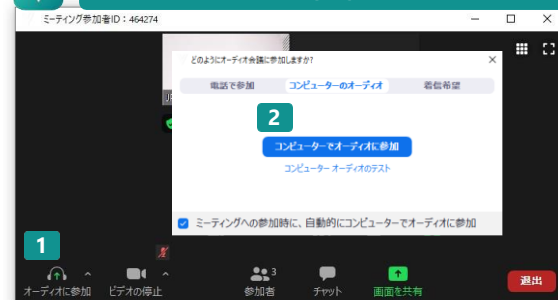 ミーティング参加者ID：464274
どのようにオーディオ会議に参加しますか?
電話で参加
コンピューターのオーディオ
着信希望
2
コンピューターでオーディオに参加
コンピューター オーディオのテスト
ミーティングへの参加時に、自動的にコンピューターでオーディオに参加
1
オーディオに参加
ビデオの停止
参加者
3
チャット
画面を共有
退出